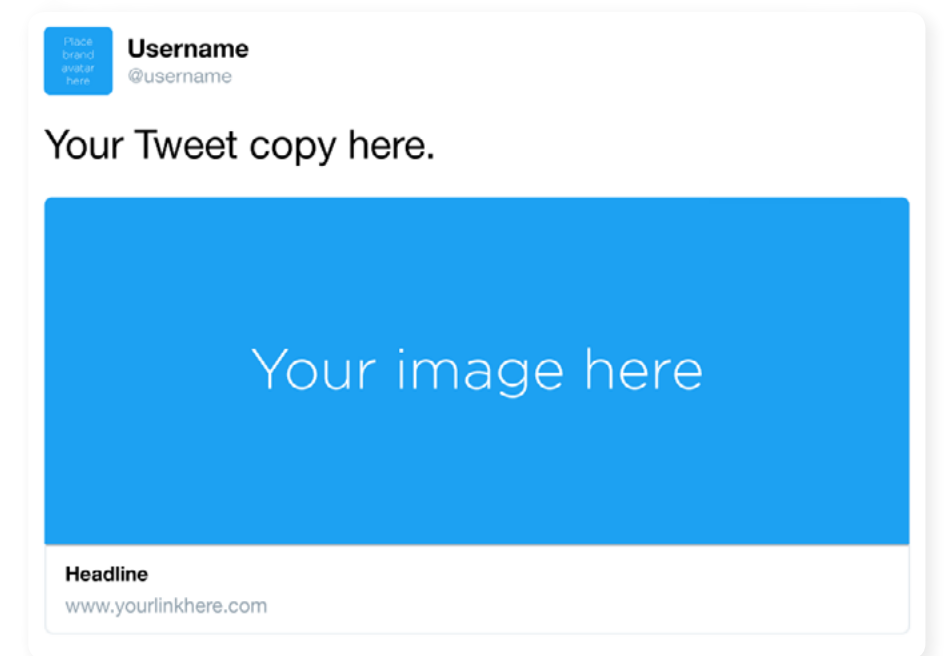 Place
brand
avatar
here
Username
@username
Your Tweet copy here.
Your image here
Headline
www.yourlinkhere.com